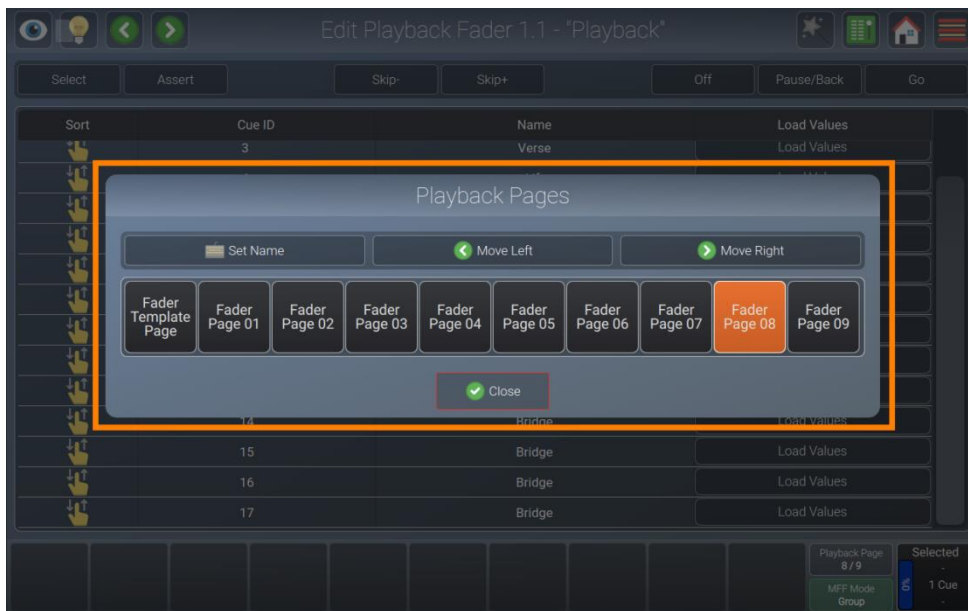 Edit Playback Fader 1.1 - "Playback"
Select
Assert
Skip-
Skip+
Off
Pause/Back
Go
Sort
Cue ID
Name
Load Values
3
Verse
Load Values
Playback Pages
Set Name
Move Left
Move Right
Fader
Template
Page
Fader
Page 01
Fader
Page 02
Fader
Page 03
Fader
Page 04
Fader
Page 05
Fader
Page 06
Fader
Page 07
Fader
Page 08
Fader
Page 09
Close
14
Bridge
Load Values
15
Bridge
Load Values
16
Bridge
Load Values
17
Bridge
Load Values
Playback Page
8 / 9
MFF Mode
Group
Selected
-
1 Cue
-